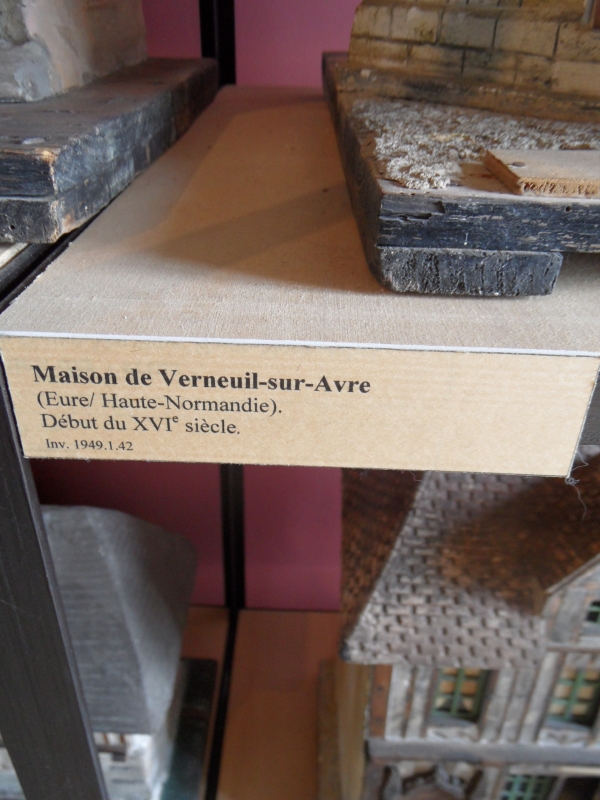 Maison de Verneuil-sur-Avre
(Eure/ Haute-Normandie).
Début du XVIe siècle.
Inv. 1949.1.42